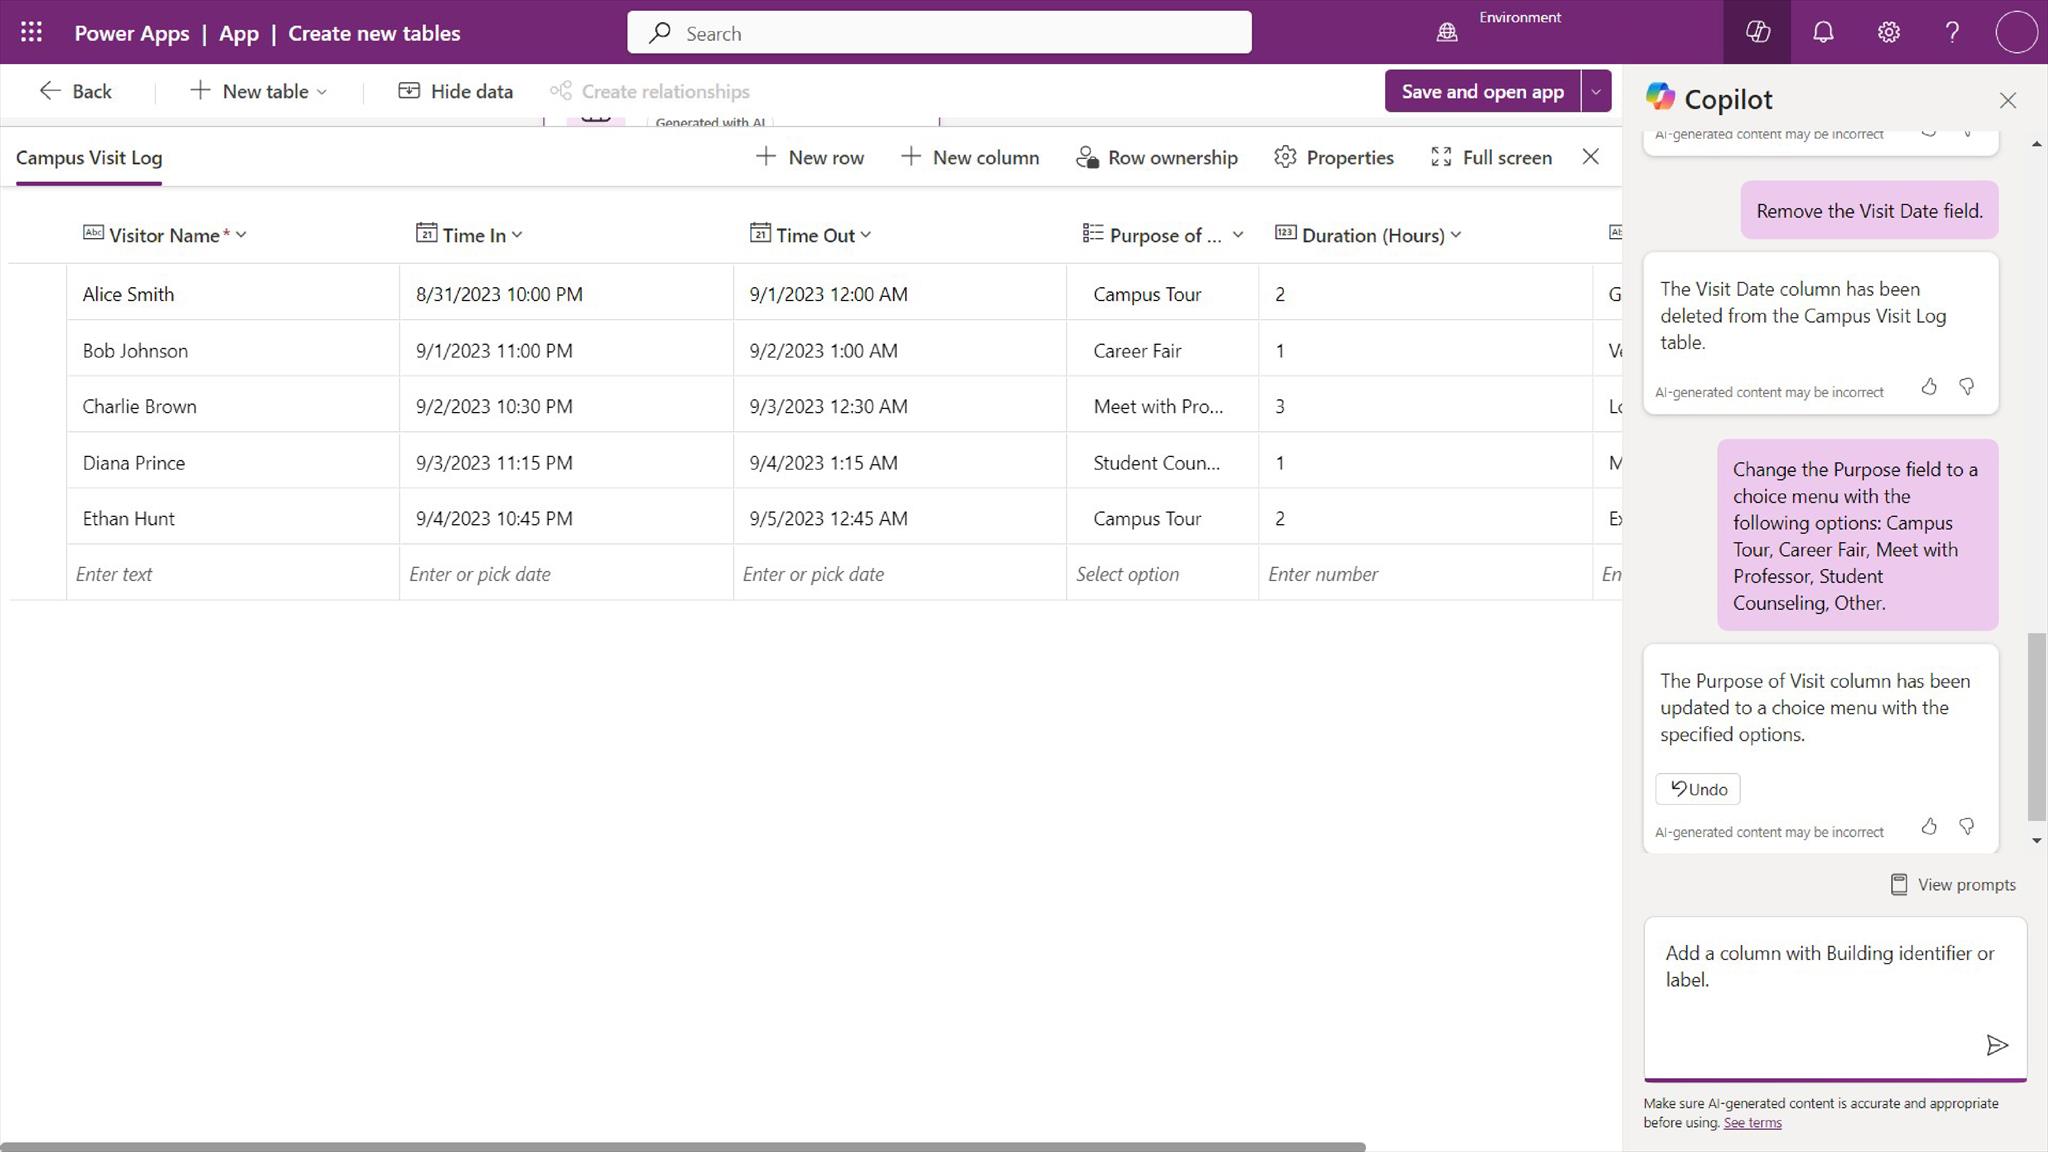 Power Apps | App | Create new tables
Search
Environment
Back
New table
Hide data
Create relationships
Save and open app
Generated with AI
Campus Visit Log
New row
New column
Row ownership
Properties
Full screen
Abc Visitor Name*
21 Time In
21 Time Out
Purpose of ...
123 Duration (Hours)
Alice Smith 8/31/2023 10:00 PM 9/1/2023 12:00 AM Campus Tour 2 G
Bob Johnson 9/1/2023 11:00 PM 9/2/2023 1:00 AM Career Fair 1
Charlie Brown 9/2/2023 10:30 PM 9/3/2023 12:30 AM Meet with Pro... 3
Diana Prince 9/3/2023 11:15 PM 9/4/2023 1:15 AM Student Coun... 1
Ethan Hunt 9/4/2023 10:45 PM 9/5/2023 12:45 AM Campus Tour 2
Enter text Enter or pick date Enter or pick date Select option Enter number En
Copilot
AI-generated content may be incorrect
Remove the Visit Date field.
The Visit Date column has been
deleted from the Campus Visit Log
table.
AI-generated content may be incorrect
Change the Purpose field to a
choice menu with the
following options: Campus
Tour, Career Fair, Meet with
Professor, Student
Counseling, Other.
The Purpose of Visit column has been
updated to a choice menu with the
specified options.
Undo
AI-generated content may be incorrect
View prompts
Add a column with Building identifier or
label.
Make sure AI-generated content is accurate and appropriate
before using. See terms